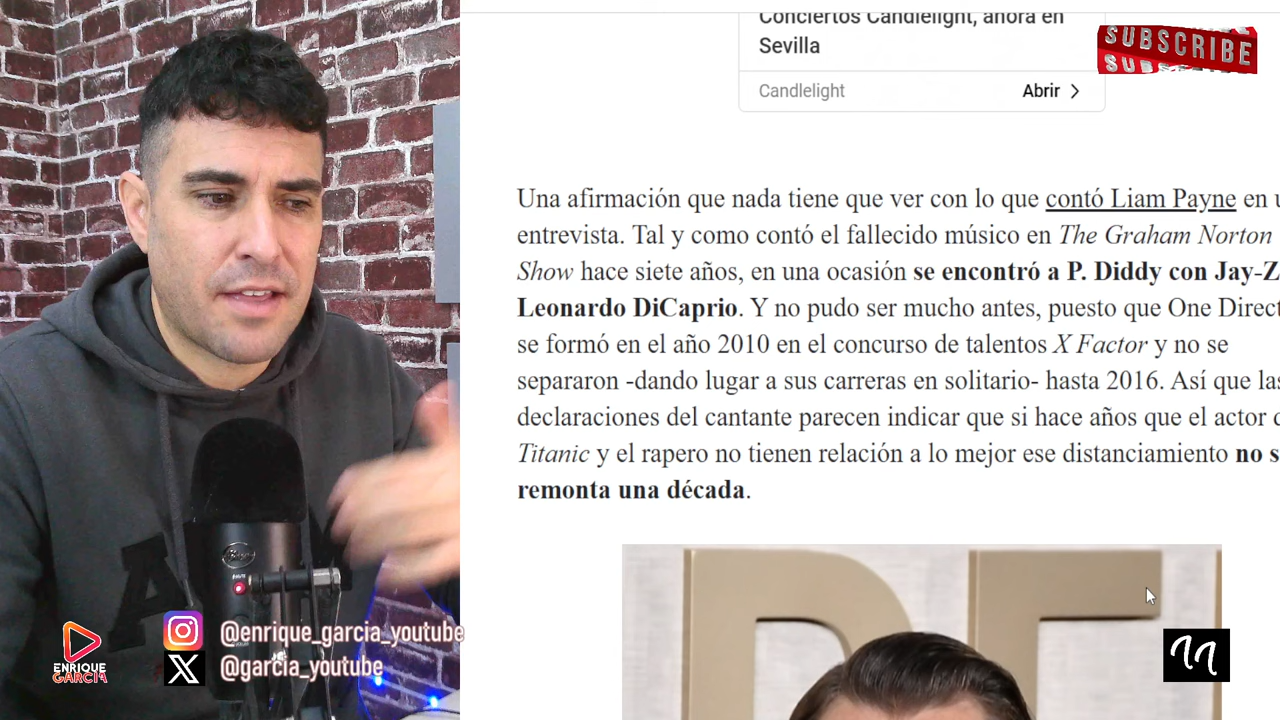 Conciertos Candlelight, ahora en
Sevilla
Candlelight
Abrir
SUBSCRIBE
Una afirmación que nada tiene que ver con lo que contó Liam Payne en
entrevista. Tal y como contó el fallecido músico en The Graham Norton
Show hace siete años, en una ocasión se encontró a P. Diddy con Jay-Z
Leonardo DiCaprio. Y no pudo ser mucho antes, puesto que One Direct
se formó en el año 2010 en el concurso de talentos X Factor y no se
separaron -dando lugar a sus carreras en solitario- hasta 2016. Así que las
declaraciones del cantante parecen indicar que si hace años que el actor
Titanic y el rapero no tienen relación a lo mejor ese distanciamiento no s
remonta una década.
@enrique_garcia_youtube
@garcia_youtube
ENRIQUE
GARCIA